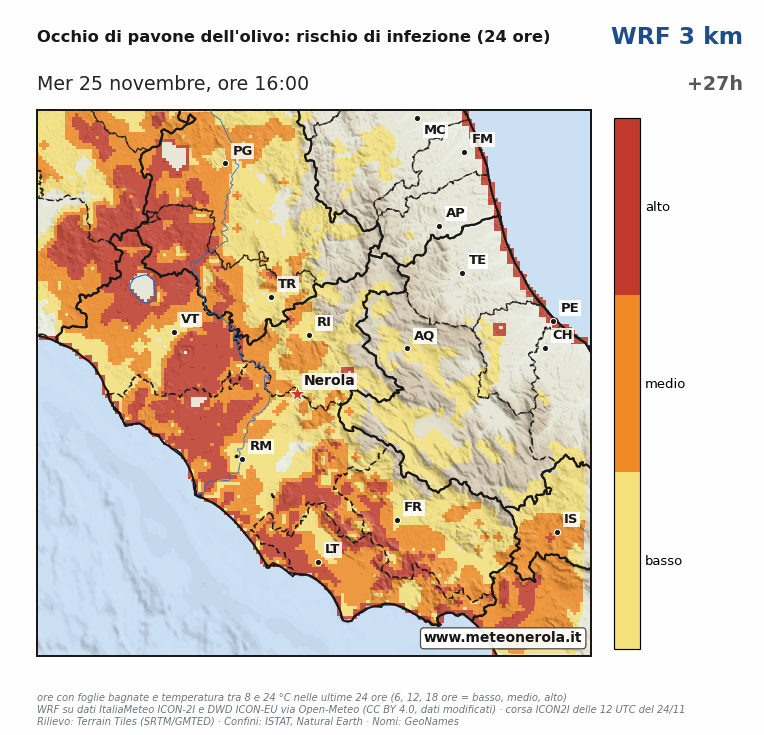 Occhio di pavone dell'olivo: rischio di infezione (24 ore)
WRF 3 km
Mer 25 novembre, ore 16:00
+27h
MC
FM
PG
AP
TE
TR
PE
VT
RI
AQ
CH
Nerola
RM
FR
IS
LT
www.meteonerola.it
alto
medio
basso
ore con foglie bagnate e temperatura tra 8 e 24 °C nelle ultime 24 ore (6, 12, 18 ore = basso, medio, alto)
WRF su dati ItaliaMeteo ICON-2I e DWD ICON-EU via Open-Meteo (CC BY 4.0, dati modificati) · corsa ICON2I delle 12 UTC del 24/11
Rilievo: Terrain Tiles (SRTM/GMTED) · Confini: ISTAT, Natural Earth · Nomi: GeoNames